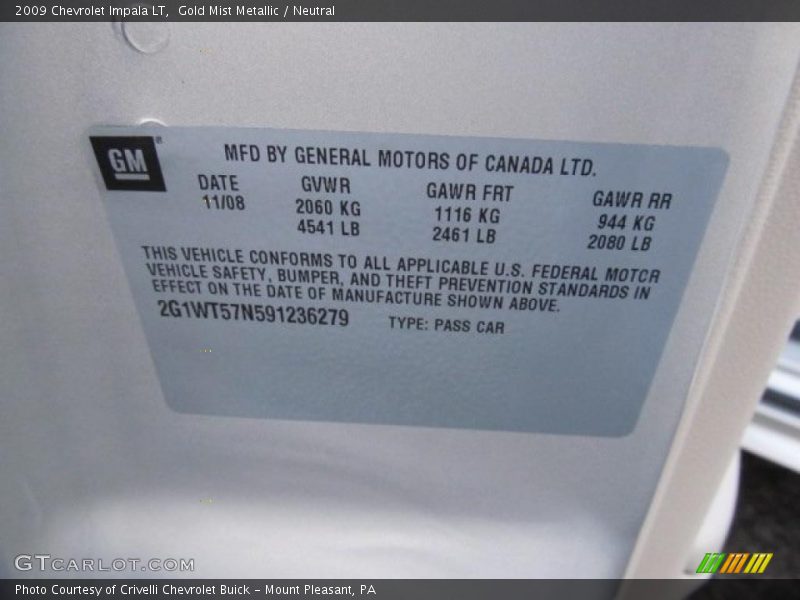 2009 Chevrolet Impala LT,  Gold Mist Metallic / Neutral
GM
MFD BY GENERAL MOTORS OF CANADA LTD.
DATE GVWR GAWR FRT GAWR RR
11/08 2060 KG 1116 KG 944 KG
4541 LB 2461 LB 2080 LB
THIS VEHICLE CONFORMS TO ALL APPLICABLE U.S. FEDERAL MOTOR
VEHICLE SAFETY, BUMPER, AND THEFT PREVENTION STANDARDS IN
EFFECT ON THE DATE OF MANUFACTURE SHOWN ABOVE.
2G1WT57N591236279 TYPE: PASS CAR
GTCARLOT.COM
Photo Courtesy of Crivelli Chevrolet Buick - Mount Pleasant, PA